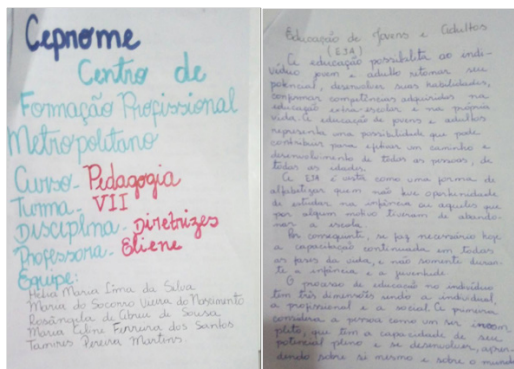 Cepnome
Centro de
Formação Profissional
Metropolitano
Curso- Pedagogia
Turma- VII
Disciplina- Diretrizes
Professora- Eliene
Equipe:
Hélia Maria Lima da Silva
Maria do Socorro Vieira do Nascimento
Rosângela de Abreu de Sousa
Maria Ferreira dos Santos
Tamires Pereira Martins
Educação de Jovens e Adultos
(EJA)
A educação possibilita ao indi-
víduo jovem e adulto retomar seu
potencial, desenvolver suas habilidades,
confirmar competências adquiridas na
educação extra-escolar e na própria
vida. A educação de jovens e adultos
representa uma possibilidade que pode
contribuir para efetivar um caminho e
desenvolvimento de todas as pessoas, de
todas as idades.
A EJA é vista como uma forma de
alfabetizar quem não teve oportunidade
de estudar na infância ou aqueles que
por algum motivo tiveram de abando-
nar a escola.
Por conseguinte, se faz necessário hoje
a capacitação continuada em todas
as fases da vida, e não somente duran-
te a infância e a juventude.
O processo de educação no indivíduo
tem três dimensões sendo a individual,
a profissional e a social. A primeira
considera a pessoa como um ser incom
pleto, que tem a capacidade de seu
potencial pleno e se desenvolver, apren-
dendo sobre si mesmo e sobre o mundo